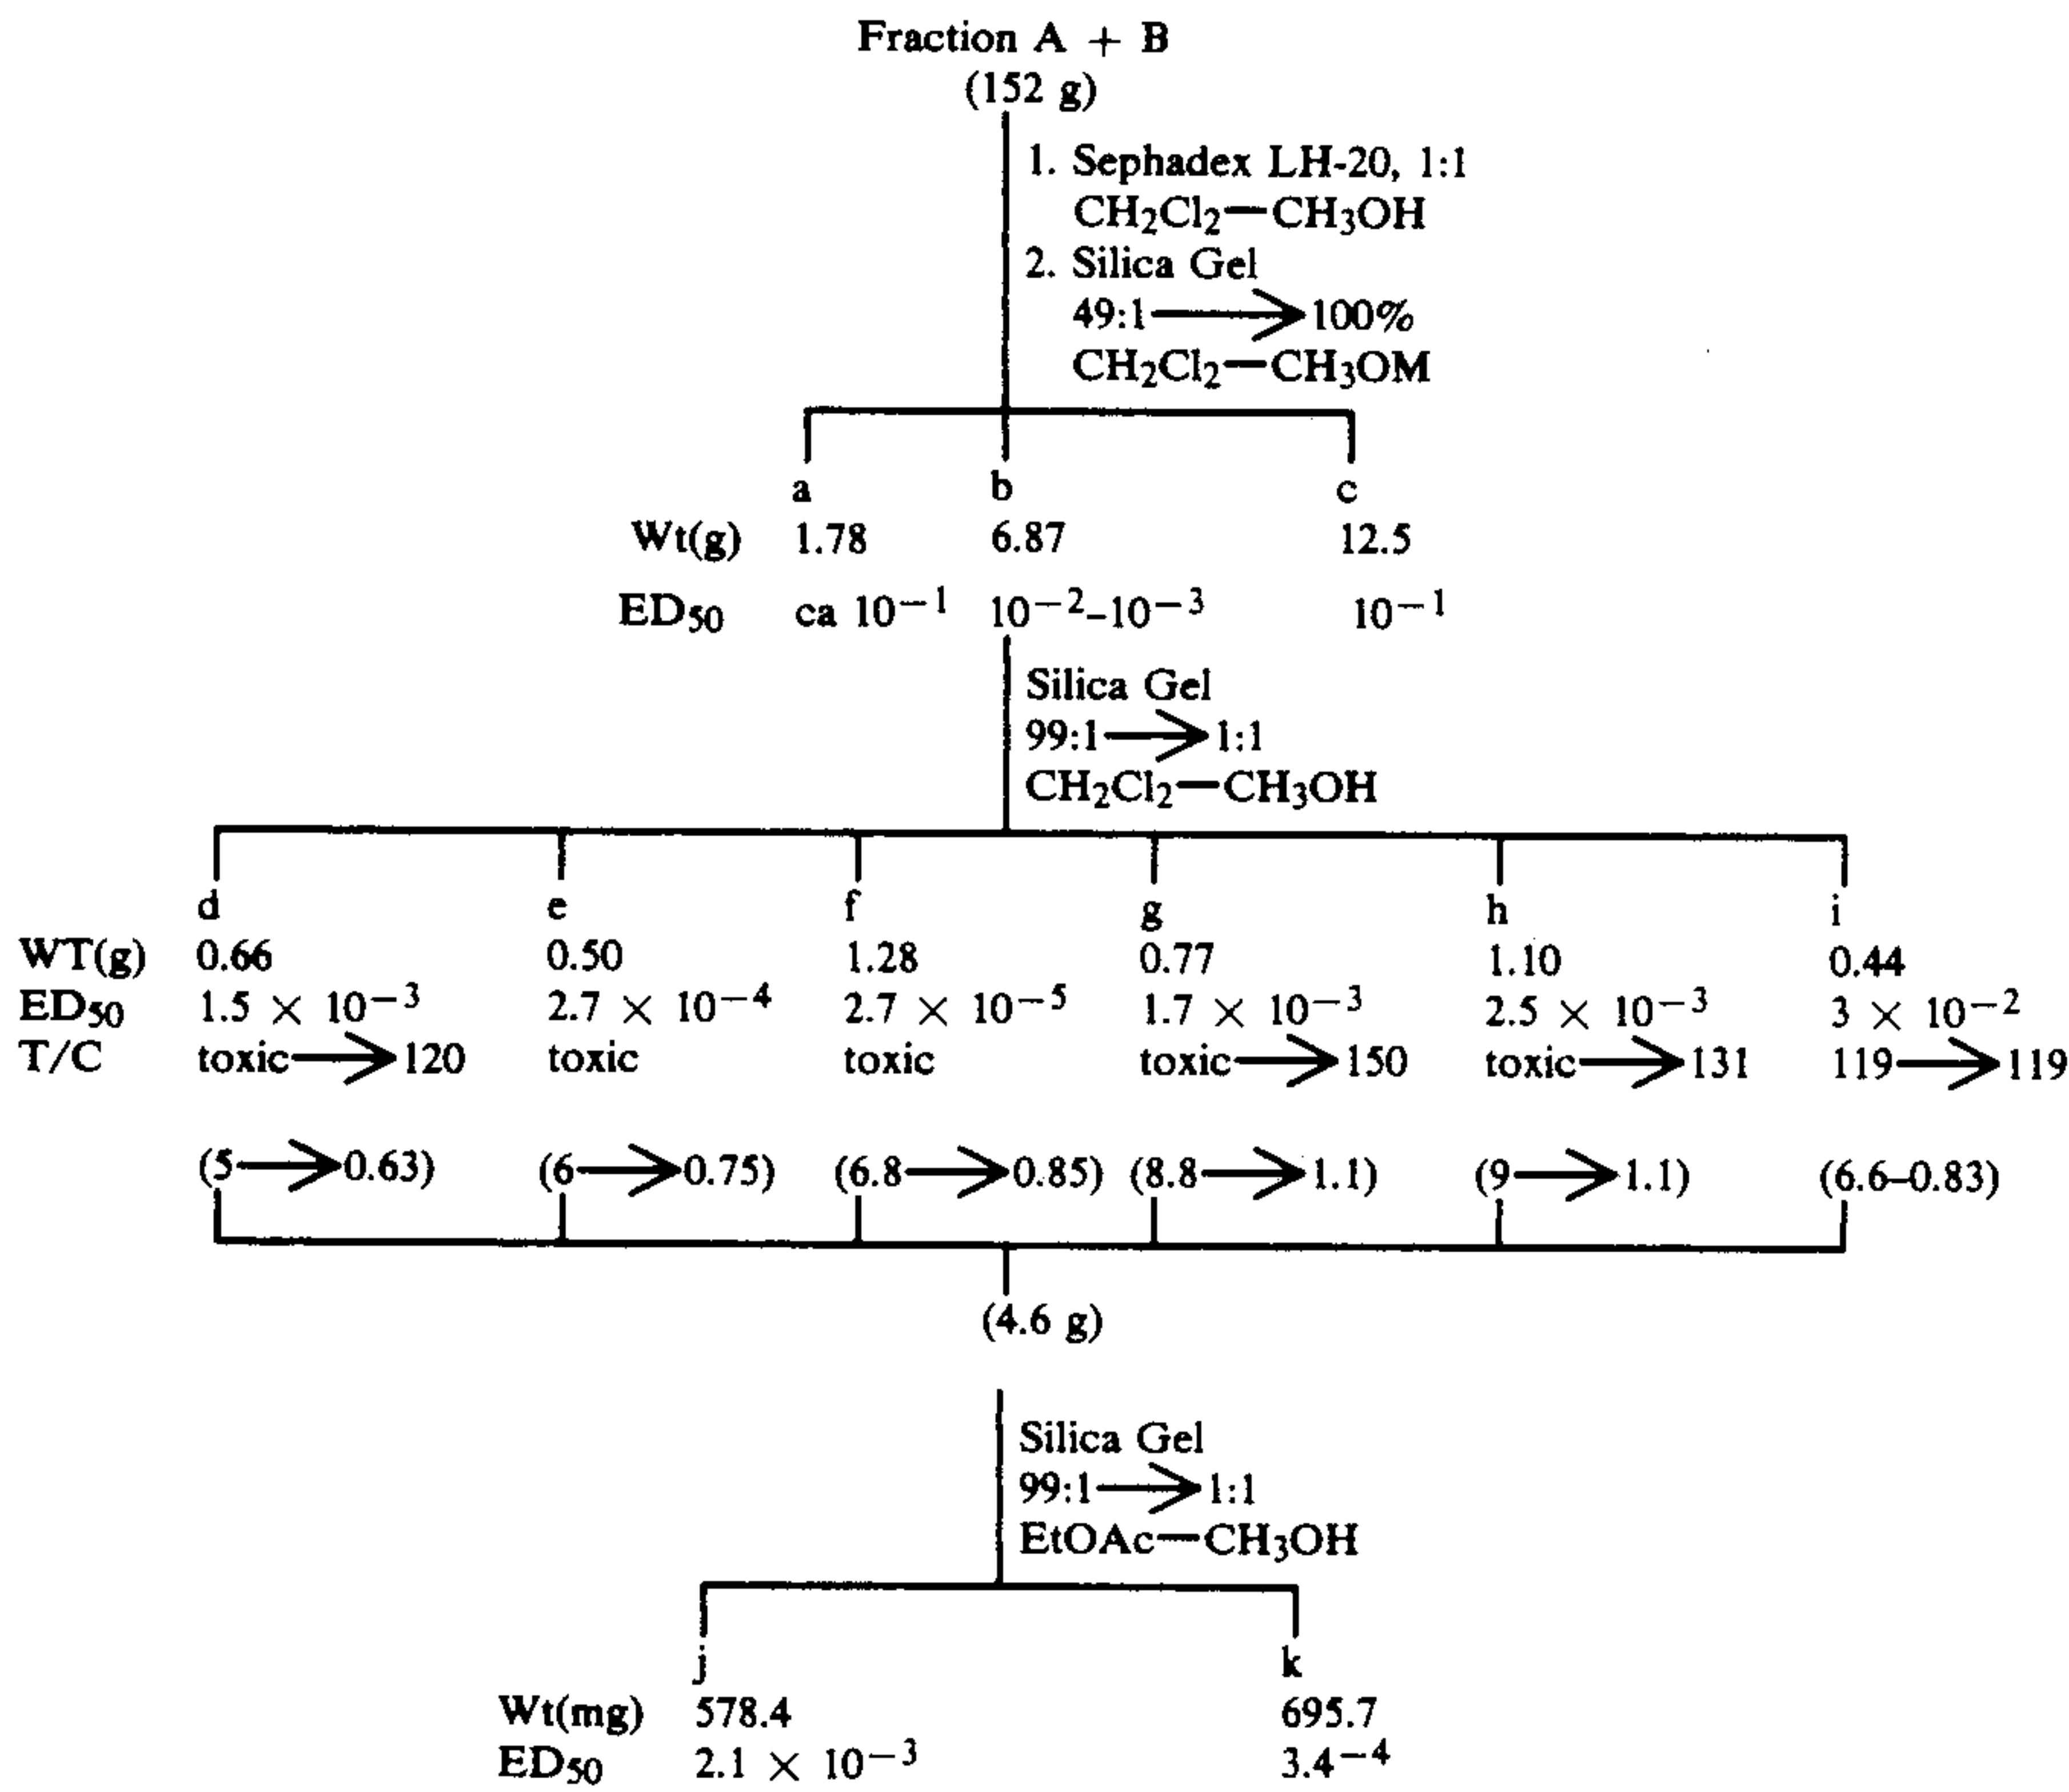 Fraction A + B
(152 g)
1. Sephadex LH-20, 1:1
CH₂Cl₂—CH₃OH
2. Silica Gel
49:1⟶100%
CH₂Cl₂—CH₃OM
a b c
Wt(g) 1.78 6.87 12.5
ED₅₀ ca 10⁻¹ 10⁻²–10⁻³ 10⁻¹
Silica Gel
99:1⟶1:1
CH₂Cl₂—CH₃OH
d e f g h i
WT(g) 0.66 0.50 1.28 0.77 1.10 0.44
ED₅₀ 1.5 × 10⁻³ 2.7 × 10⁻⁴ 2.7 × 10⁻⁵ 1.7 × 10⁻³ 2.5 × 10⁻³ 3 × 10⁻²
T/C toxic⟶120 toxic toxic toxic⟶150 toxic⟶131 119⟶119
(5⟶0.63) (6⟶0.75) (6.8⟶0.85) (8.8⟶1.1) (9⟶1.1) (6.6–0.83)
(4.6 g)
Silica Gel
99:1⟶1:1
EtOAc—CH₃OH
j k
Wt(mg) 578.4 695.7
ED₅₀ 2.1 × 10⁻³ 3.4⁻⁴